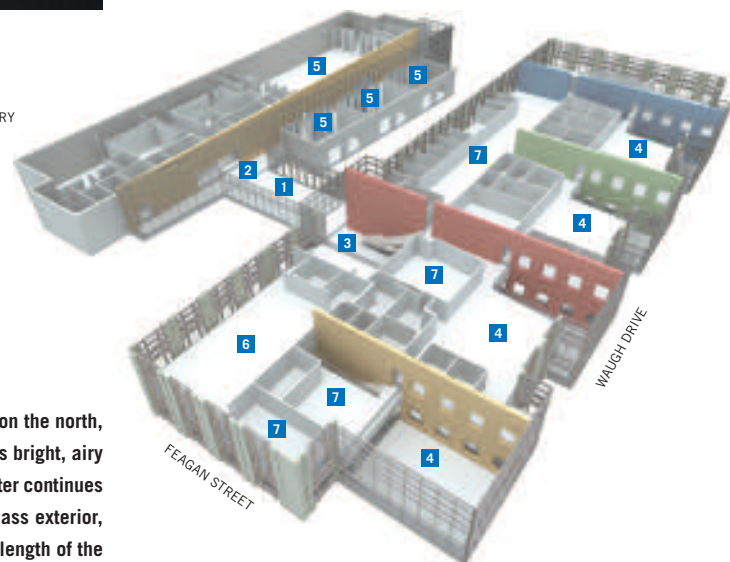 RY
5
5
5
5
2
1
7
4
4
3
7
4
6
7
7
4
WAUGH DRIVE
FEAGAN STREET
on the north,
s bright, airy
ter continues
ass exterior,
length of the